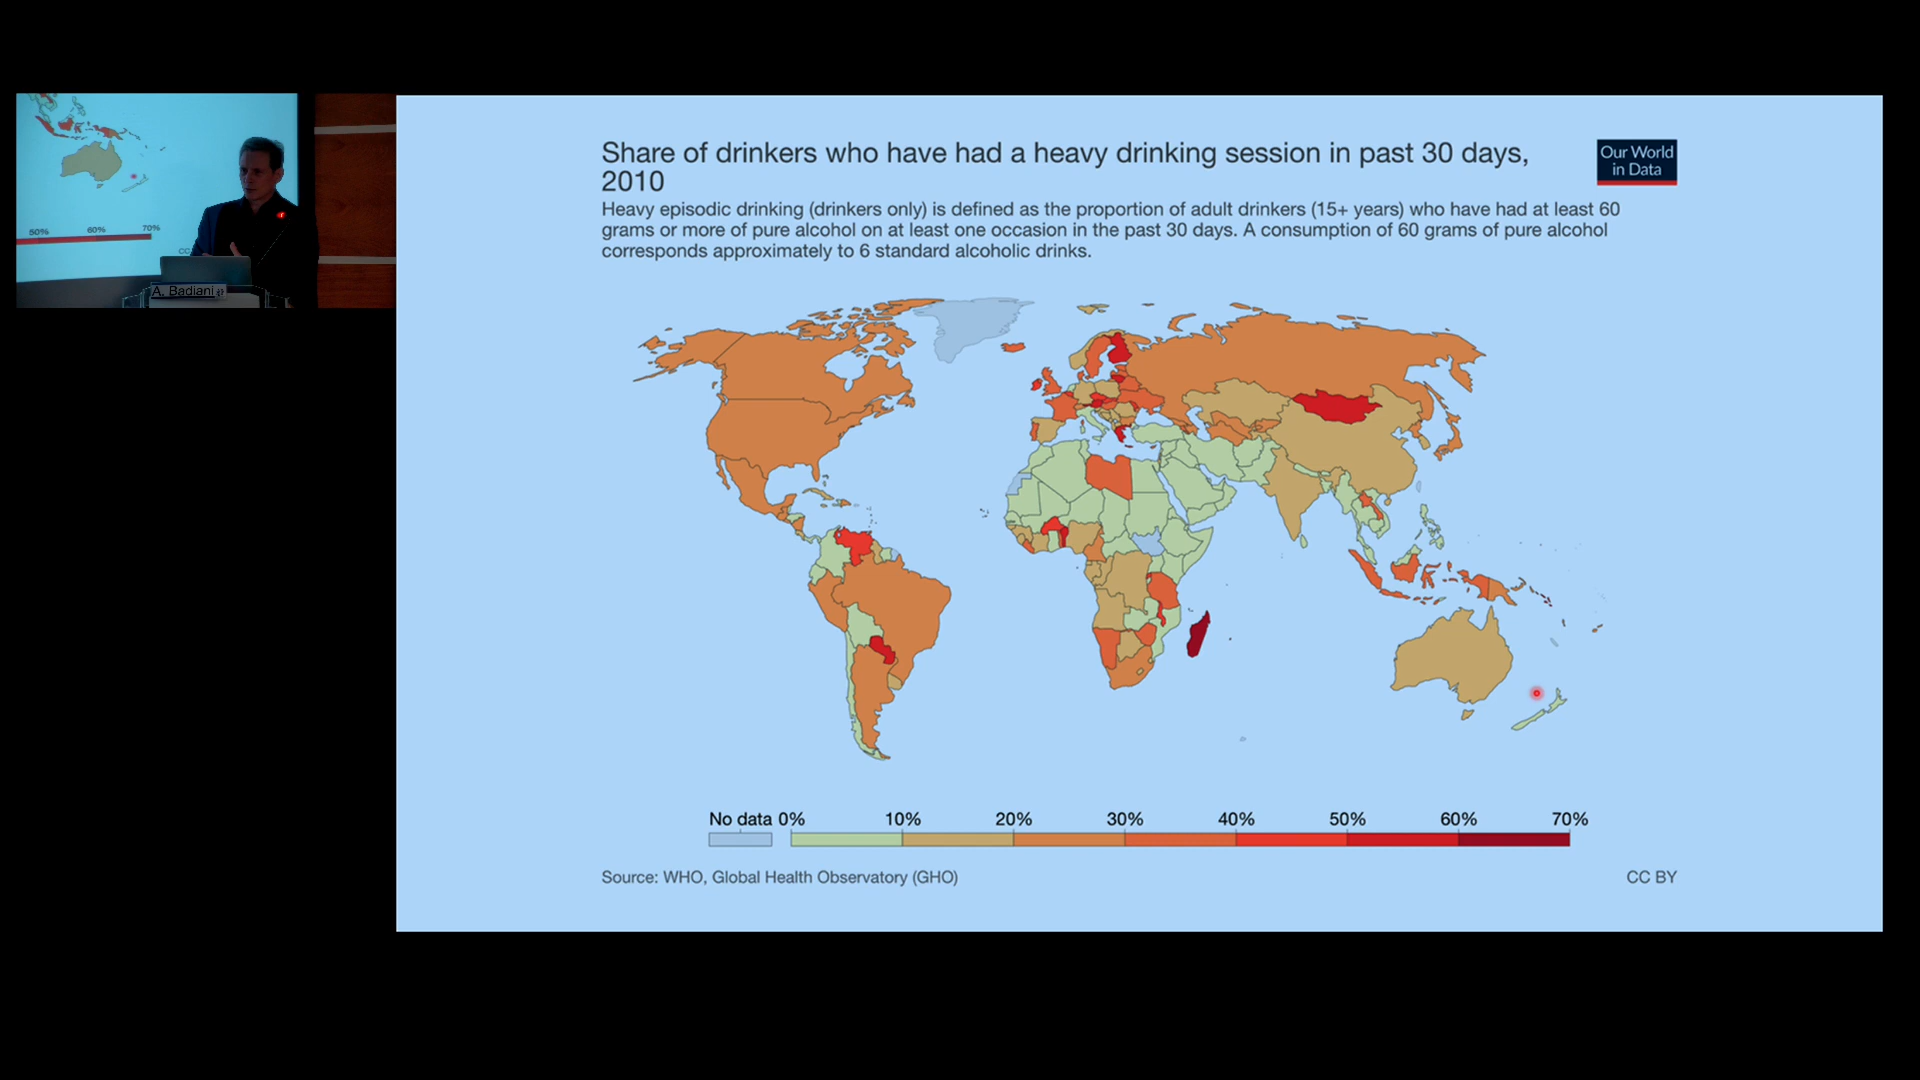 50%
60%
70%
CC
A. Badiani
Share of drinkers who have had a heavy drinking session in past 30 days,
2010
Our World
in Data
Heavy episodic drinking (drinkers only) is defined as the proportion of adult drinkers (15+ years) who have had at least 60
grams or more of pure alcohol on at least one occasion in the past 30 days. A consumption of 60 grams of pure alcohol
corresponds approximately to 6 standard alcoholic drinks.
No data 0% 10% 20% 30% 40% 50% 60% 70%
Source: WHO, Global Health Observatory (GHO)
CC BY